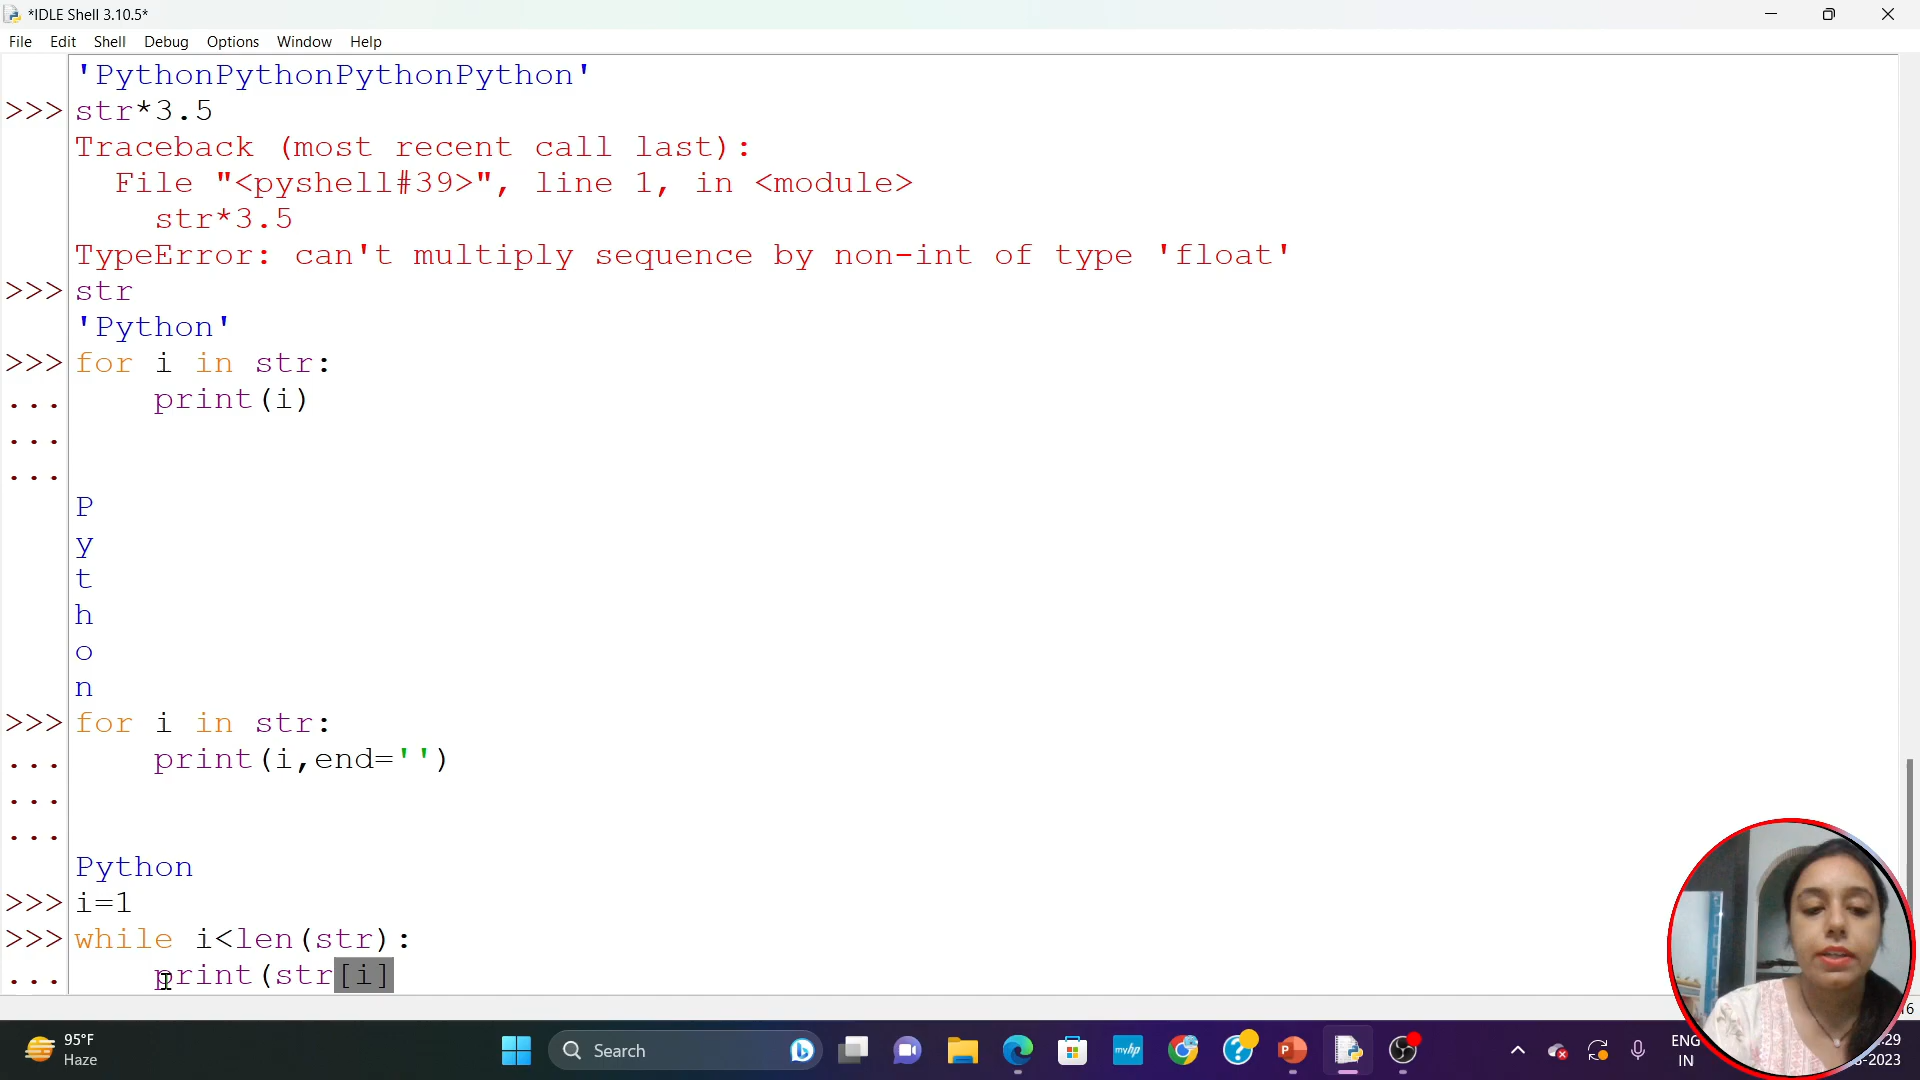 *IDLE Shell 3.10.5*
File Edit Shell Debug Options Window Help
'PythonPythonPythonPython'
>>> str*3.5
Traceback (most recent call last):
File "<pyshell#39>", line 1, in <module>
str*3.5
TypeError: can't multiply sequence by non-int of type 'float'
>>> str
'Python'
>>> for i in str:
... print(i)
...
...
P
y
t
h
o
n
>>> for i in str:
... print(i,end='')
...
...
Python
>>> i=1
>>> while i<len(str):
... print(str[i]
95°F
Haze
Search
myhp
ENG
IN